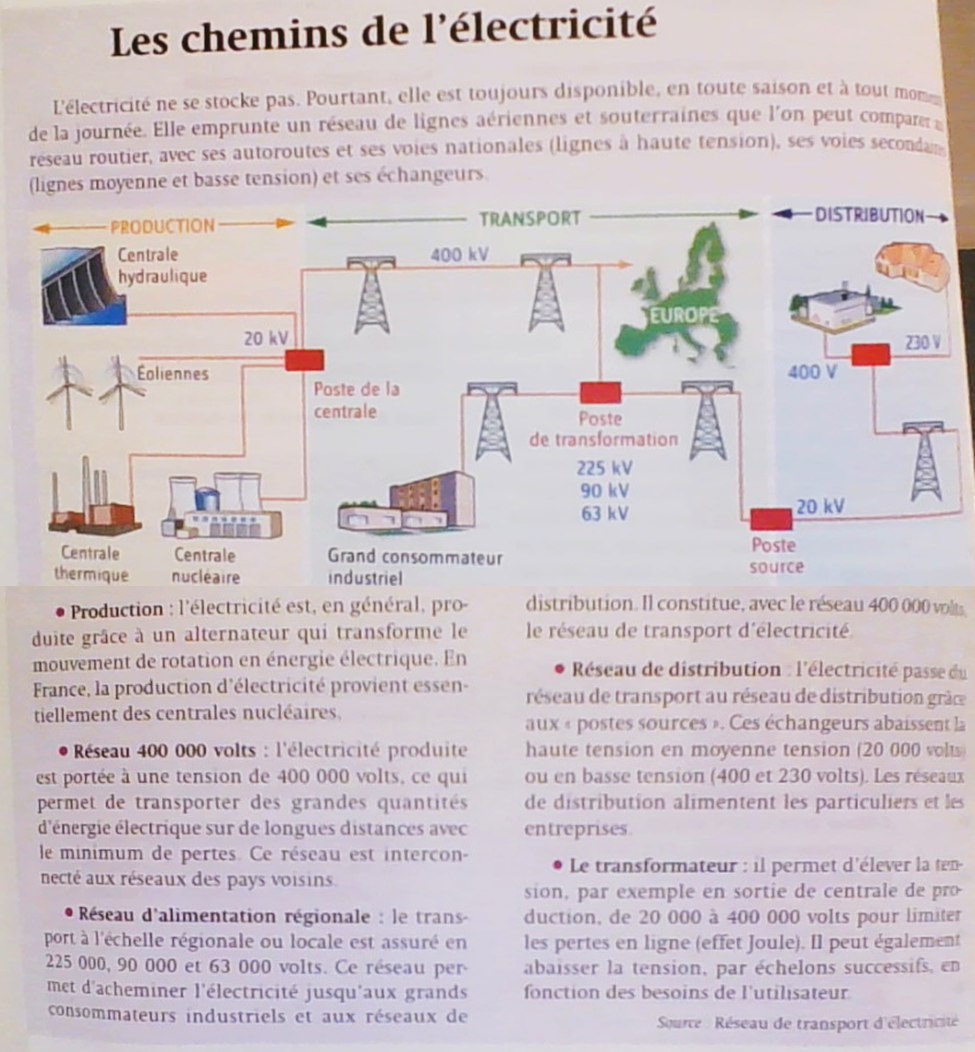 Les chemins de l'électricité
L'électricité ne se stocke pas. Pourtant, elle est toujours disponible, en toute saison et à tout
de la journée. Elle emprunte un réseau de lignes aériennes et souterraines que l'on peut comparer
réseau routier, avec ses autoroutes et ses voies nationales (lignes à haute tension), ses voies
(lignes moyenne et basse tension) et ses échangeurs.
PRODUCTION
TRANSPORT
DISTRIBUTION
Centrale
hydraulique
20 kV
Éoliennes
Centrale
thermique
Centrale
nucléaire
Poste de la
centrale
400 kV
EUROPE
Poste
de transformation
225 kV
90 kV
63 kV
Grand consommateur
industriel
400 V
230 V
20 kV
Poste
source
• Production : l'électricité est, en général, pro-
duite grâce à un alternateur qui transforme le
mouvement de rotation en énergie électrique. En
France, la production d'électricité provient essen-
tiellement des centrales nucléaires.
• Réseau 400 000 volts : l'électricité produite
est portée à une tension de 400 000 volts, ce qui
permet de transporter des grandes quantités
d'énergie électrique sur de longues distances avec
le minimum de pertes. Ce réseau est intercon-
necté aux réseaux des pays voisins.
• Réseau d'alimentation régionale : le trans-
port à l'échelle régionale ou locale est assuré en
225 000, 90 000 et 63 000 volts. Ce réseau per-
met d'acheminer l'électricité jusqu'aux grands
consommateurs industriels et aux réseaux de
distribution. Il constitue, avec le réseau 400 000 volts,
le réseau de transport d'électricité.
• Réseau de distribution : l'électricité passe du
réseau de transport au réseau de distribution grâce
aux « postes sources ». Ces échangeurs abaissent la
haute tension en moyenne tension (20 000 volts)
ou en basse tension (400 et 230 volts). Les réseaux
de distribution alimentent les particuliers et les
entreprises.
• Le transformateur : il permet d'élever la ten-
sion, par exemple en sortie de centrale de pro-
duction, de 20 000 à 400 000 volts pour limiter
les pertes en ligne (effet Joule). Il peut également
abaisser la tension, par échelons successifs, en
fonction des besoins de l'utilisateur.
Source : Réseau de transport d'électricité